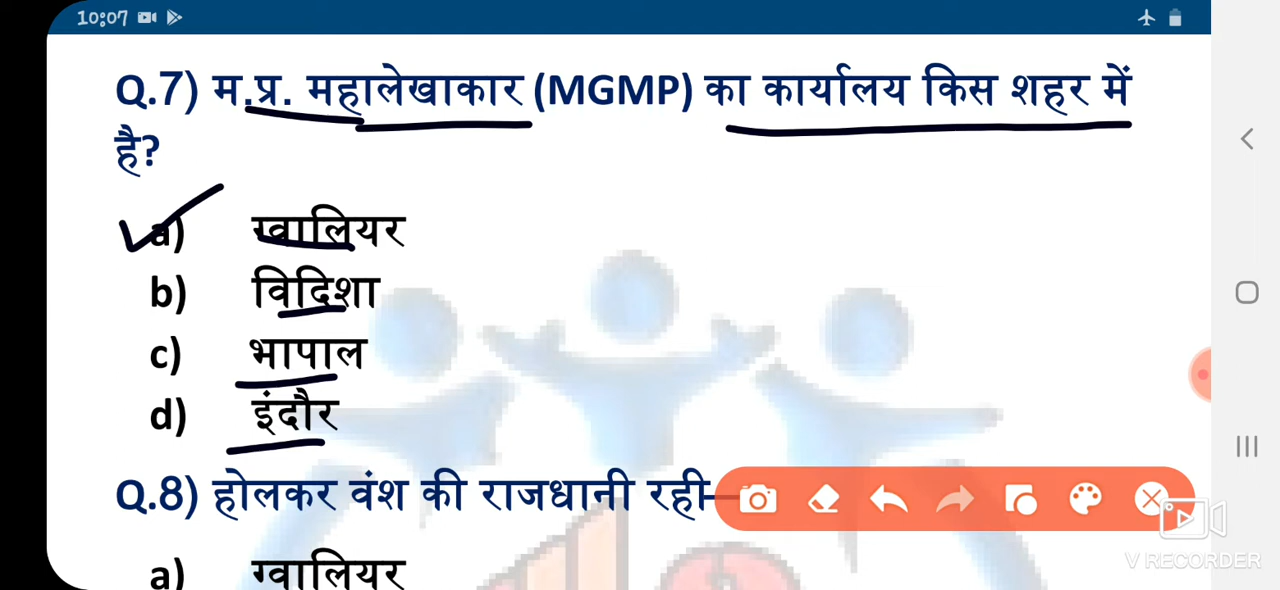 10:07
Q.7) म.प्र. महालेखाकार (MGMP) का कार्यालय किस शहर में
है?
a) ग्वालियर
b) विदिशा
c) भापाल
d) इंदौर
Q.8) होलकर वंश की राजधानी रही-
a) ग्वालियर
V RECORDER